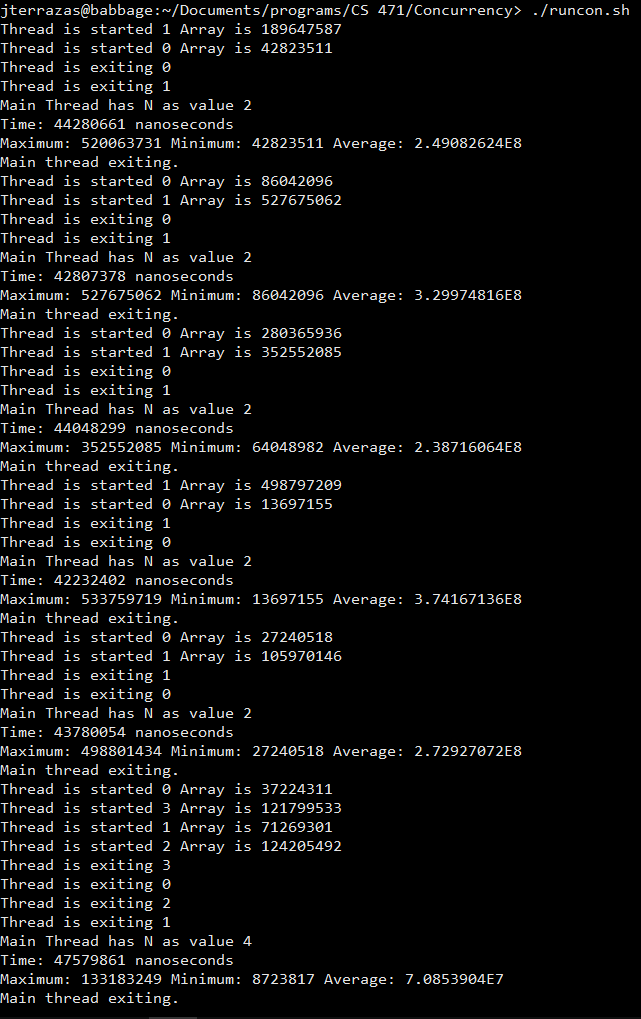 jterrazas@babbage:~/Documents/programs/CS 471/Concurrency> ./runcon.sh
Thread is started 1 Array is 189647587
Thread is started 0 Array is 42823511
Thread is exiting 0
Thread is exiting 1
Main Thread has N as value 2
Time: 44280661 nanoseconds
Maximum: 520063731 Minimum: 42823511 Average: 2.49082624E8
Main thread exiting.
Thread is started 0 Array is 86042096
Thread is started 1 Array is 527675062
Thread is exiting 0
Thread is exiting 1
Main Thread has N as value 2
Time: 42807378 nanoseconds
Maximum: 527675062 Minimum: 86042096 Average: 3.29974816E8
Main thread exiting.
Thread is started 0 Array is 280365936
Thread is started 1 Array is 352552085
Thread is exiting 0
Thread is exiting 1
Main Thread has N as value 2
Time: 44048299 nanoseconds
Maximum: 352552085 Minimum: 64048982 Average: 2.38716064E8
Main thread exiting.
Thread is started 1 Array is 498797209
Thread is started 0 Array is 13697155
Thread is exiting 1
Thread is exiting 0
Main Thread has N as value 2
Time: 42232402 nanoseconds
Maximum: 533759719 Minimum: 13697155 Average: 3.74167136E8
Main thread exiting.
Thread is started 0 Array is 27240518
Thread is started 1 Array is 105970146
Thread is exiting 1
Thread is exiting 0
Main Thread has N as value 2
Time: 43780054 nanoseconds
Maximum: 498801434 Minimum: 27240518 Average: 2.72927072E8
Main thread exiting.
Thread is started 0 Array is 37224311
Thread is started 3 Array is 121799533
Thread is started 1 Array is 71269301
Thread is started 2 Array is 124205492
Thread is exiting 3
Thread is exiting 0
Thread is exiting 2
Thread is exiting 1
Main Thread has N as value 4
Time: 47579861 nanoseconds
Maximum: 133183249 Minimum: 8723817 Average: 7.0853904E7
Main thread exiting.